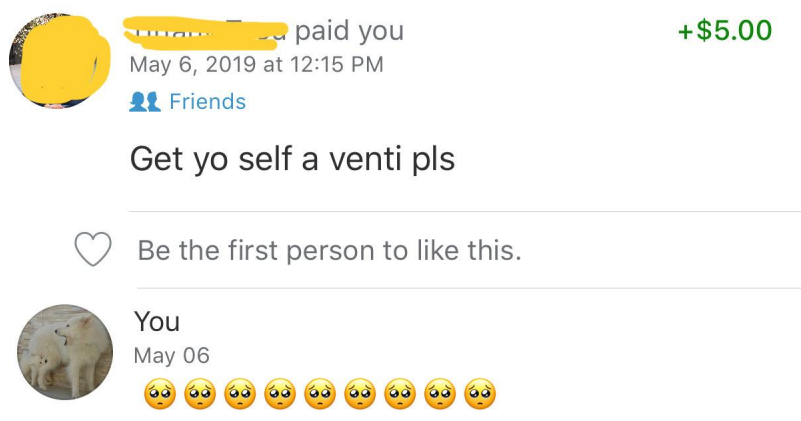 paid you
+$5.00
May 6, 2019 at 12:15 PM
Friends
Get yo self a venti pls
Be the first person to like this.
You
May 06
🥺🥺🥺🥺🥺🥺🥺🥺🥺